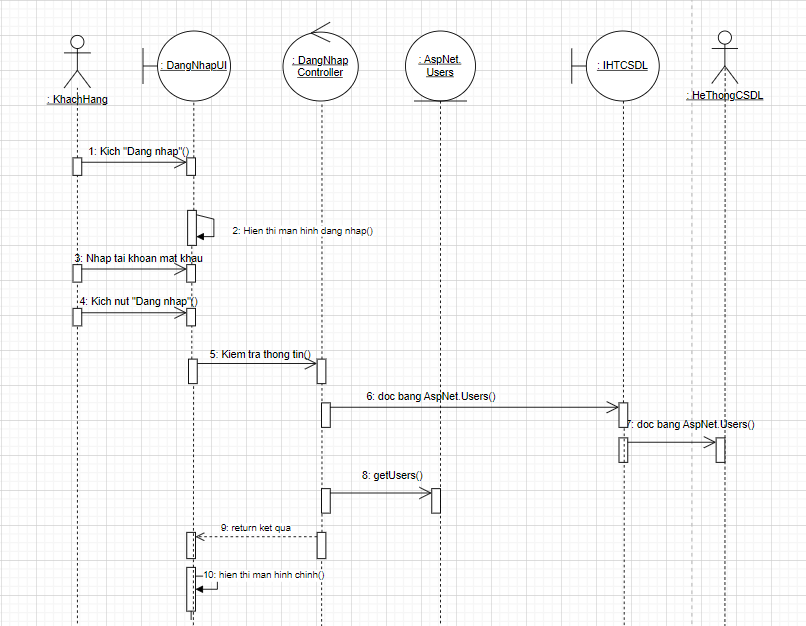 : KhachHang
: DangNhapUI
: DangNhap
Controller
: AspNet.
Users
: IHTCSDL
: HeThongCSDL
1: Kich "Dang nhap"()
2: Hien thi man hinh dang nhap()
3: Nhap tai khoan mat khau
4: Kich nut "Dang nhap"()
5: Kiem tra thong tin()
6: doc bang AspNet.Users()
7: doc bang AspNet.Users()
8: getUsers()
9: return ket qua
10: hien thi man hinh chinh()